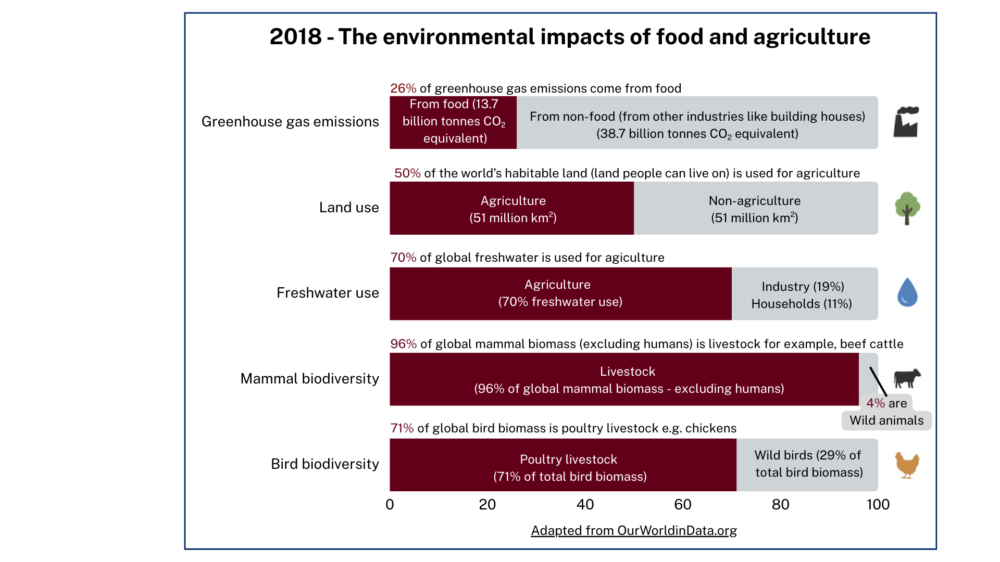 2018 - The environmental impacts of food and agriculture
26% of greenhouse gas emissions come from food
Greenhouse gas emissions
From food (13.7
billion tonnes CO₂
equivalent)
From non-food (from other industries like building houses)
(38.7 billion tonnes CO₂ equivalent)
50% of the world’s habitable land (land people can live on) is used for agriculture
Land use
Agriculture
(51 million km²)
Non-agriculture
(51 million km²)
70% of global freshwater is used for agiculture
Freshwater use
Agriculture
(70% freshwater use)
Industry (19%)
Households (11%)
96% of global mammal biomass (excluding humans) is livestock for example, beef cattle
Mammal biodiversity
Livestock
(96% of global mammal biomass - excluding humans)
4% are
Wild animals
71% of global bird biomass is poultry livestock e.g. chickens
Bird biodiversity
Poultry livestock
(71% of total bird biomass)
Wild birds (29% of
total bird biomass)
0 20 40 60 80 100
Adapted from OurWorldinData.org